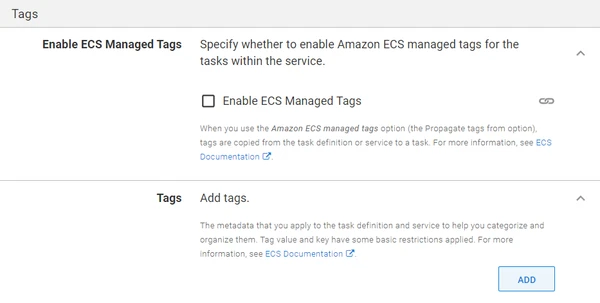 Tags
Enable ECS Managed Tags
Specify whether to enable Amazon ECS managed tags for the
tasks within the service.
Enable ECS Managed Tags
When you use the Amazon ECS managed tags option (the Propagate tags from option),
tags are copied from the task definition or service to a task. For more information, see ECS
Documentation.
Tags
Add tags.
The metadata that you apply to the task definition and service to help you categorize and
organize them. Tag value and key have some basic restrictions applied. For more
information, see ECS Documentation.
ADD